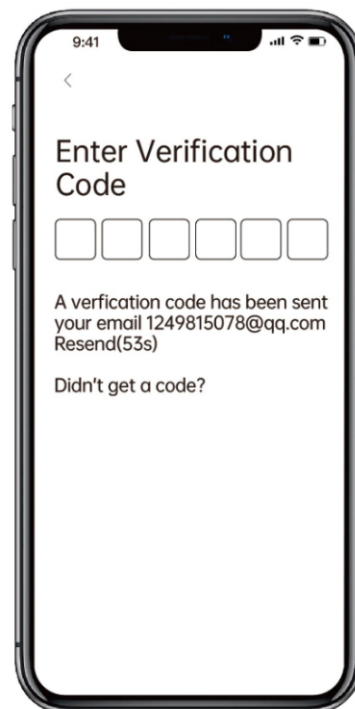 9:41
Enter Verification
Code
A verfication code has been sent
your email 1249815078@qq.com
Resend(53s)
Didn't get a code?